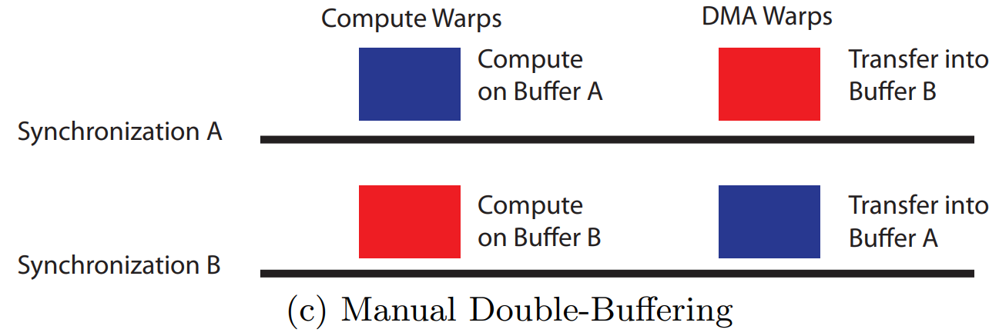 Compute Warps
DMA Warps
Compute
on Buffer A
Transfer into
Buffer B
Synchronization A
Compute
on Buffer B
Transfer into
Buffer A
Synchronization B
(c) Manual Double-Buffering